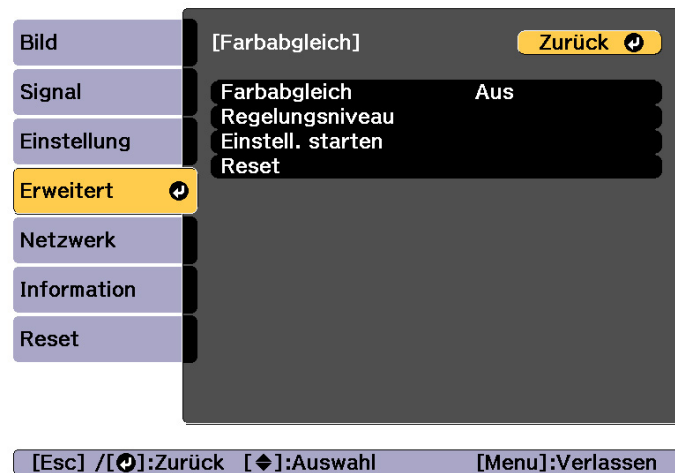 Bild
Signal
Einstellung
Erweitert
Netzwerk
Information
Reset
[Farbabgleich] Zurück
Farbabgleich Aus
Regelungsniveau
Einstell. starten
Reset
[Esc] /[ ]:Zurück [ ]:Auswahl [Menu]:Verlassen